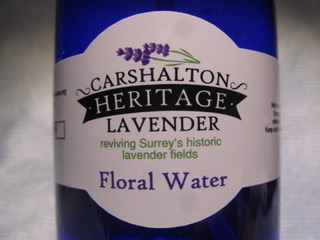 CARSHALTON
HERITAGE
LAVENDER
reviving Surrey's historic
lavender fields
Floral Water